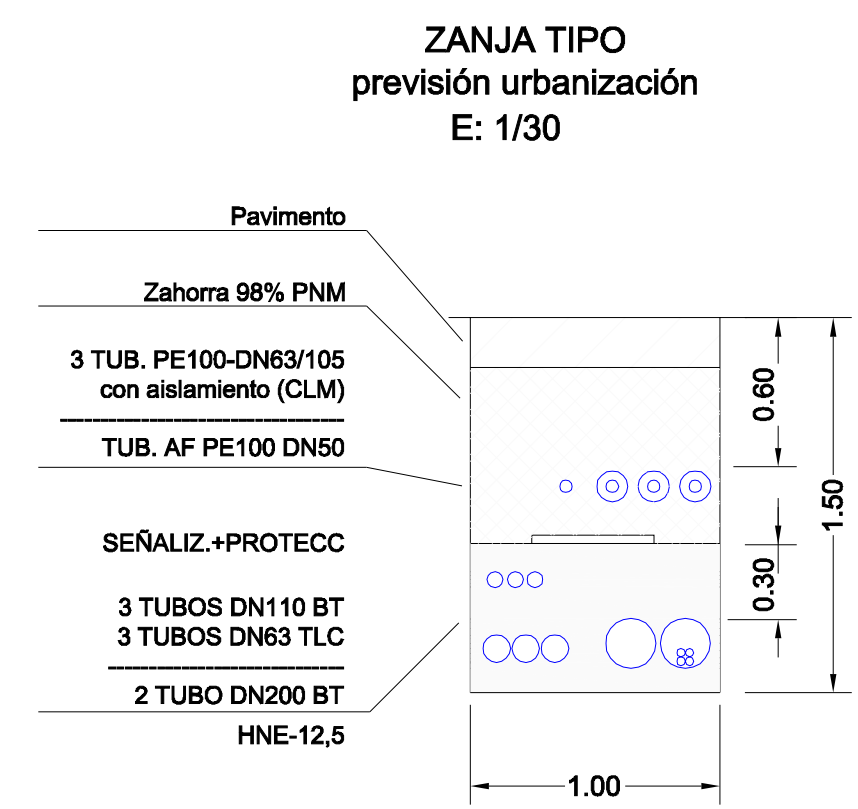 ZANJA TIPO
previsión urbanización
E: 1/30
Pavimento
Zahorra 98% PNM
3 TUB. PE100-DN63/105
con aislamiento (CLM)
-----------------------------------
TUB. AF PE100 DN50
SEÑALIZ.+PROTECC
3 TUBOS DN110 BT
3 TUBOS DN63 TLC
-----------------------------
2 TUBO DN200 BT
HNE-12,5
0.60
1.50
0.30
1.00